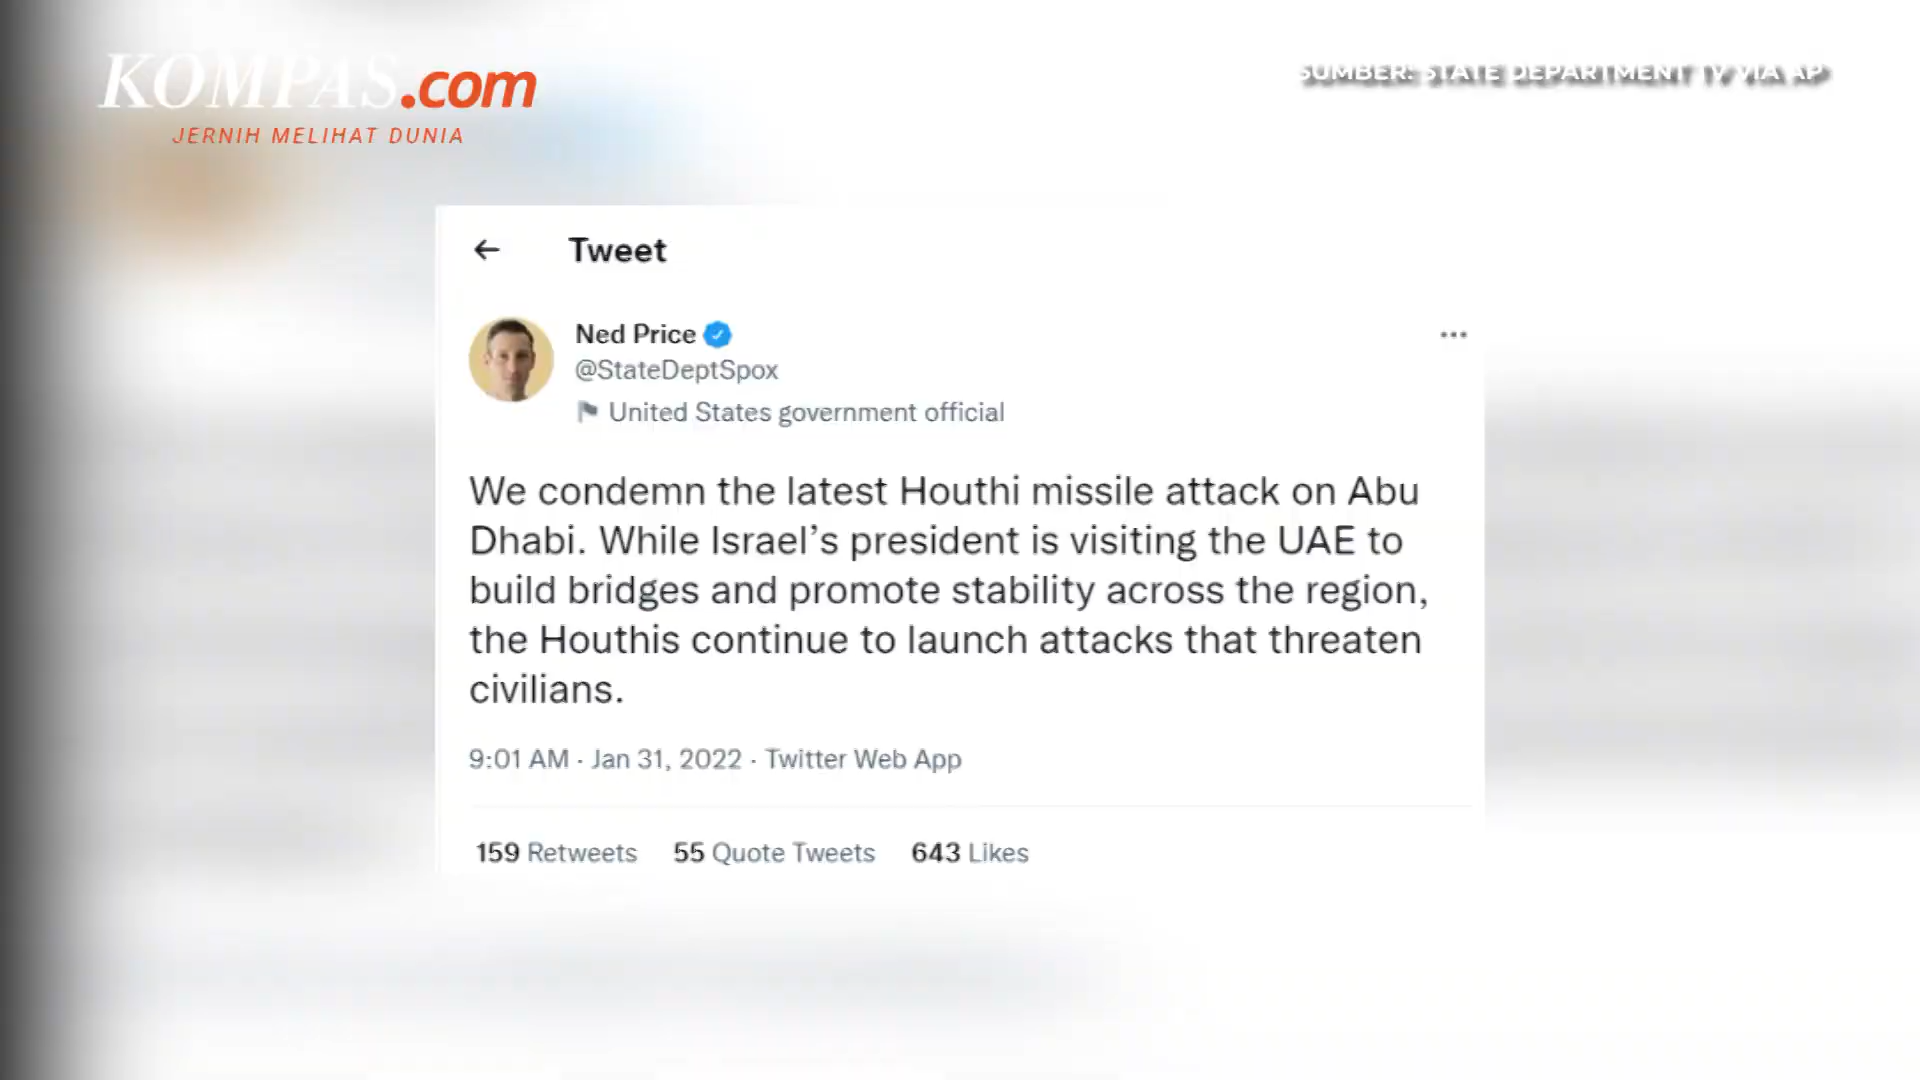 KOMPAS.com
JERNIH MELIHAT DUNIA
SUMBER: STATE DEPARTMENT TV VIA AP
Tweet
Ned Price
@StateDeptSpox
United States government official
We condemn the latest Houthi missile attack on Abu
Dhabi. While Israel’s president is visiting the UAE to
build bridges and promote stability across the region,
the Houthis continue to launch attacks that threaten
civilians.
9:01 AM · Jan 31, 2022 · Twitter Web App
159 Retweets 55 Quote Tweets 643 Likes